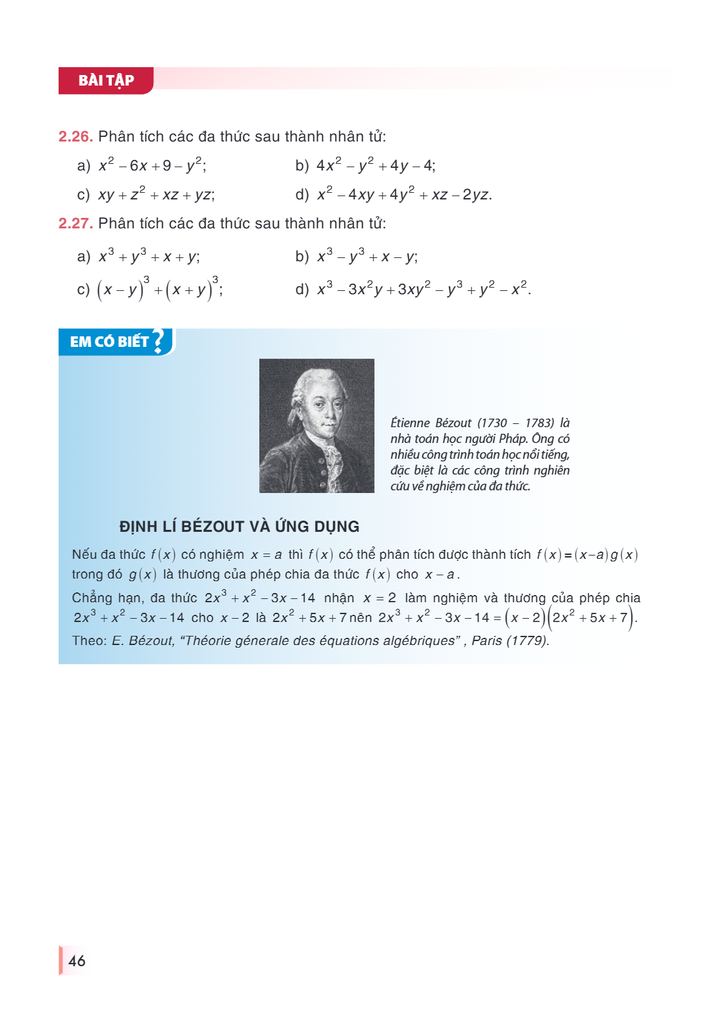 BÀI TẬP
2.26. Phân tích các đa thức sau thành nhân tử:
a) x² – 6x + 9 – y²; b) 4x² – y² + 4y – 4;
c) xy + z² + xz + yz; d) x² – 4xy + 4y² + xz – 2yz.
2.27. Phân tích các đa thức sau thành nhân tử:
a) x³ + y³ + x + y; b) x³ – y³ + x – y;
c) (x – y)³ + (x + y)³; d) x³ – 3x²y + 3xy² – y³ + y² – x².
EM CÓ BIẾT ?
Étienne Bézout (1730 – 1783) là
nhà toán học người Pháp. Ông có
nhiều công trình toán học nổi tiếng,
đặc biệt là các công trình nghiên
cứu về nghiệm của đa thức.
ĐỊNH LÍ BÉZOUT VÀ ỨNG DỤNG
Nếu đa thức f(x) có nghiệm x = a thì f(x) có thể phân tích được thành tích f(x) = (x–a)g(x)
trong đó g(x) là thương của phép chia đa thức f(x) cho x – a.
Chẳng hạn, đa thức 2x³ + x² – 3x – 14 nhận x = 2 làm nghiệm và thương của phép chia
2x³ + x² – 3x – 14 cho x – 2 là 2x² + 5x + 7 nên 2x³ + x² – 3x – 14 = (x – 2)(2x² + 5x + 7).
Theo: E. Bézout, “Théorie génerale des équations algébriques” , Paris (1779).
46